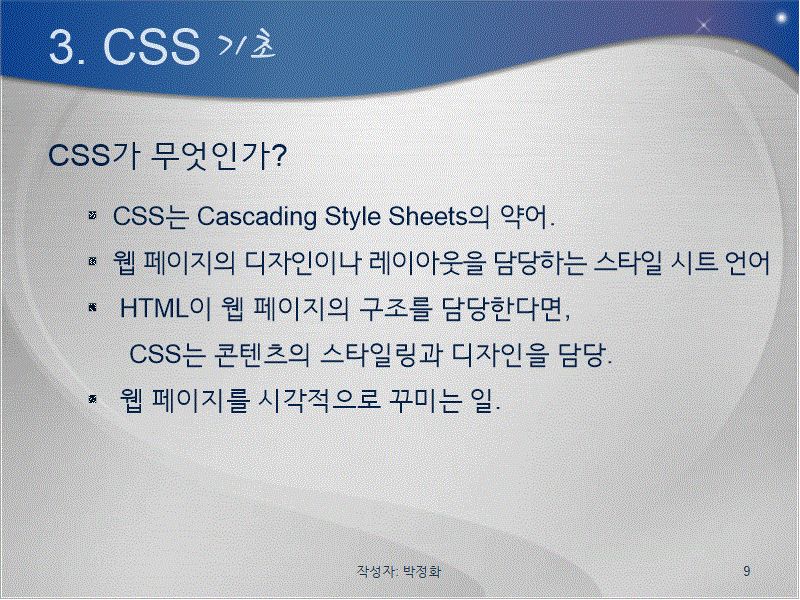 3. CSS 기초
CSS가 무엇인가?
CSS는 Cascading Style Sheets의 약어.
웹 페이지의 디자인이나 레이아웃을 담당하는 스타일 시트 언어
HTML이 웹 페이지의 구조를 담당한다면,
CSS는 콘텐츠의 스타일링과 디자인을 담당.
웹 페이지를 시각적으로 꾸미는 일.
작성자: 박정화
9